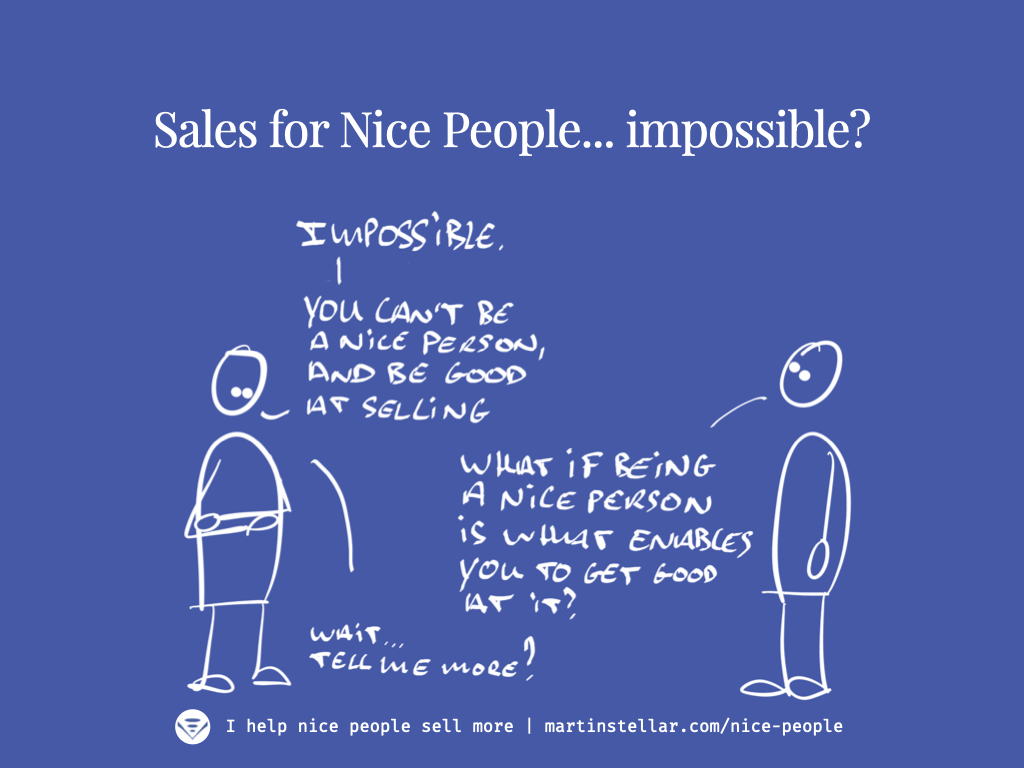 Sales for Nice People... impossible?
IMPOSSIBLE.
YOU CAN'T BE
A NICE PERSON,
AND BE GOOD
AT SELLING
WHAT IF BEING
A NICE PERSON
IS WHAT ENABLES
YOU TO GET GOOD
AT IT?
WAIT...
TELL ME MORE?
I help nice people sell more | martinstellar.com/nice-people